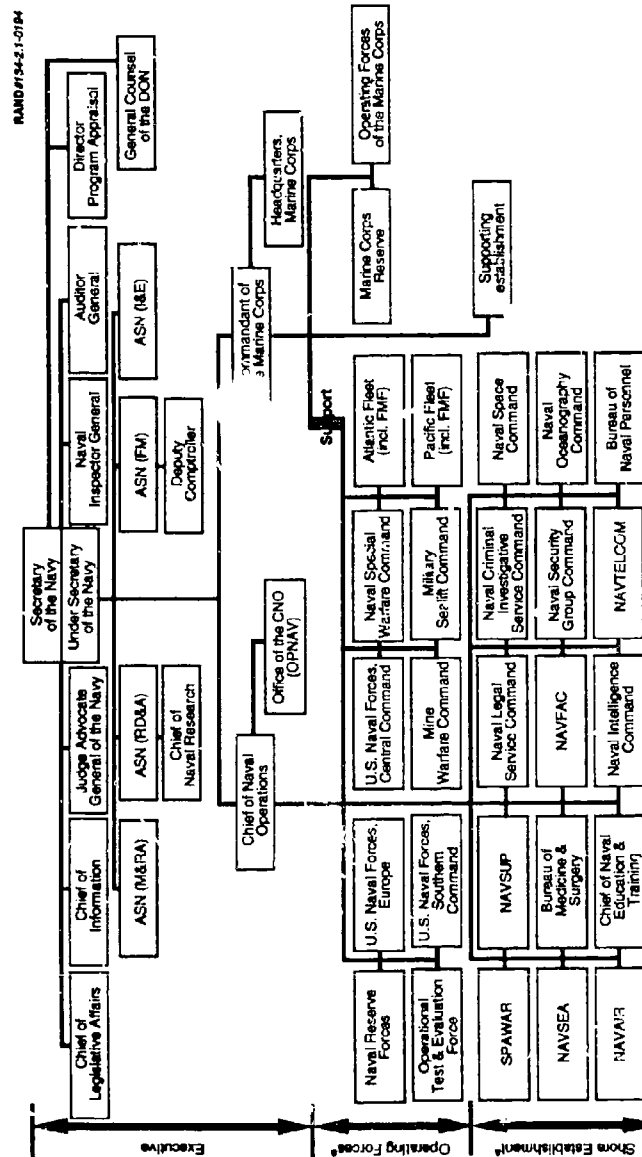 RAND#154-2.1-0194
Secretary
of the Navy
Under Secretary
of the Navy
Chief of
Legislative Affairs
Chief of
Information
Judge Advocate
General of the Navy
Naval
Inspector General
Auditor
General
Director
Program Appraisal
General Counsel
of the DON
ASN (M&RA)
ASN (RD&A)
Chief of
Naval Research
ASN (FM)
Deputy
Comptroller
ASN (I&E)
Executive
Chief of Naval
Operations
Office of the CNO
(OPNAV)
ommandant of
e Marine Corps
Headquarters,
Marine Corps
Support
Operating Forces
Naval Reserve
Forces
U.S. Naval Forces,
Europe
U.S. Naval Forces,
Central Command
Naval Special
Warfare Command
Atlantic Fleet
(incl. FMF)
Marine Corps
Reserve
Operating Forces
of the Marine Corps
Operational
Test & Evaluation
Force
U.S. Naval Forces,
Southern
Command
Mine
Warfare Command
Military
Sealift Command
Pacific Fleet
(incl. FMF)
Shore Establishment
SPAWAR
NAVSUP
Naval Legal
Service Command
Naval Criminal
Investigative
Service Command
Naval Space
Command
Supporting
establishment
NAVSEA
Bureau of
Medicine &
Surgery
NAVFAC
Naval Security
Group Command
Naval
Oceanography
Command
NAVAIR
Chief of Naval
Education &
Training
Naval Intelligence
Command
NAVTELCOM
Bureau of
Naval Personnel